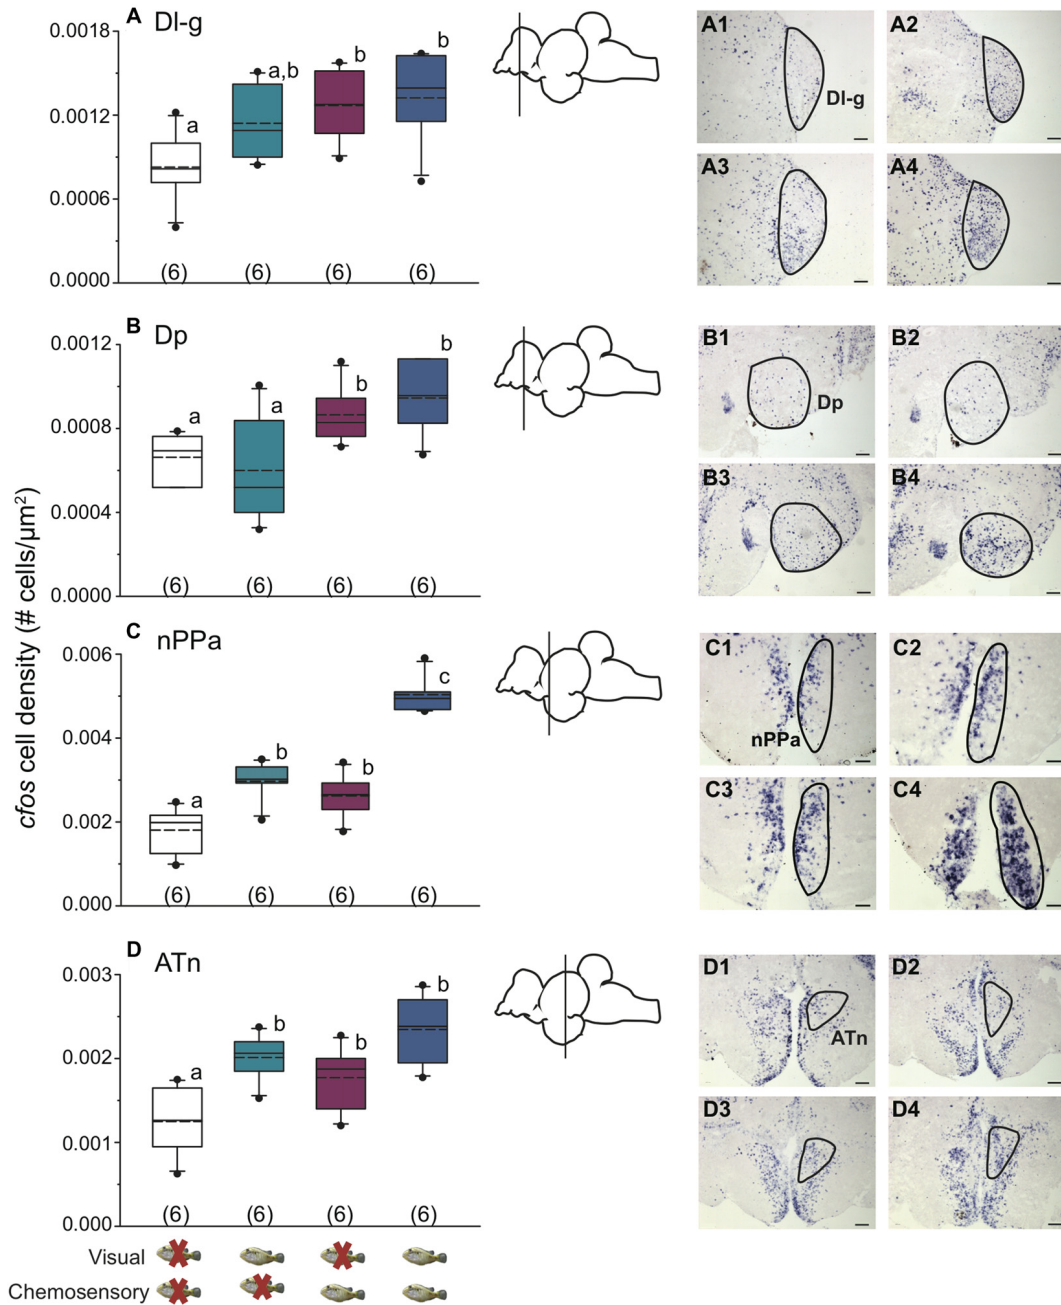 A Dl-g
0.0018
0.0012
0.0006
0.0000
a
a,b
b
b
(6) (6) (6) (6)
A1
Dl-g
A2
A3
A4
B Dp
0.0012
0.0008
0.0004
0.0000
a
a
b
b
(6) (6) (6) (6)
B1
Dp
B2
B3
B4
cfos cell density (# cells/µm²)
C nPPa
0.006
0.004
0.002
0.000
a
b
b
c
(6) (6) (6) (6)
C1
nPPa
C2
C3
C4
D ATn
0.003
0.002
0.001
0.000
a
b
b
b
(6) (6) (6) (6)
D1
ATn
D2
D3
D4
Visual
Chemosensory